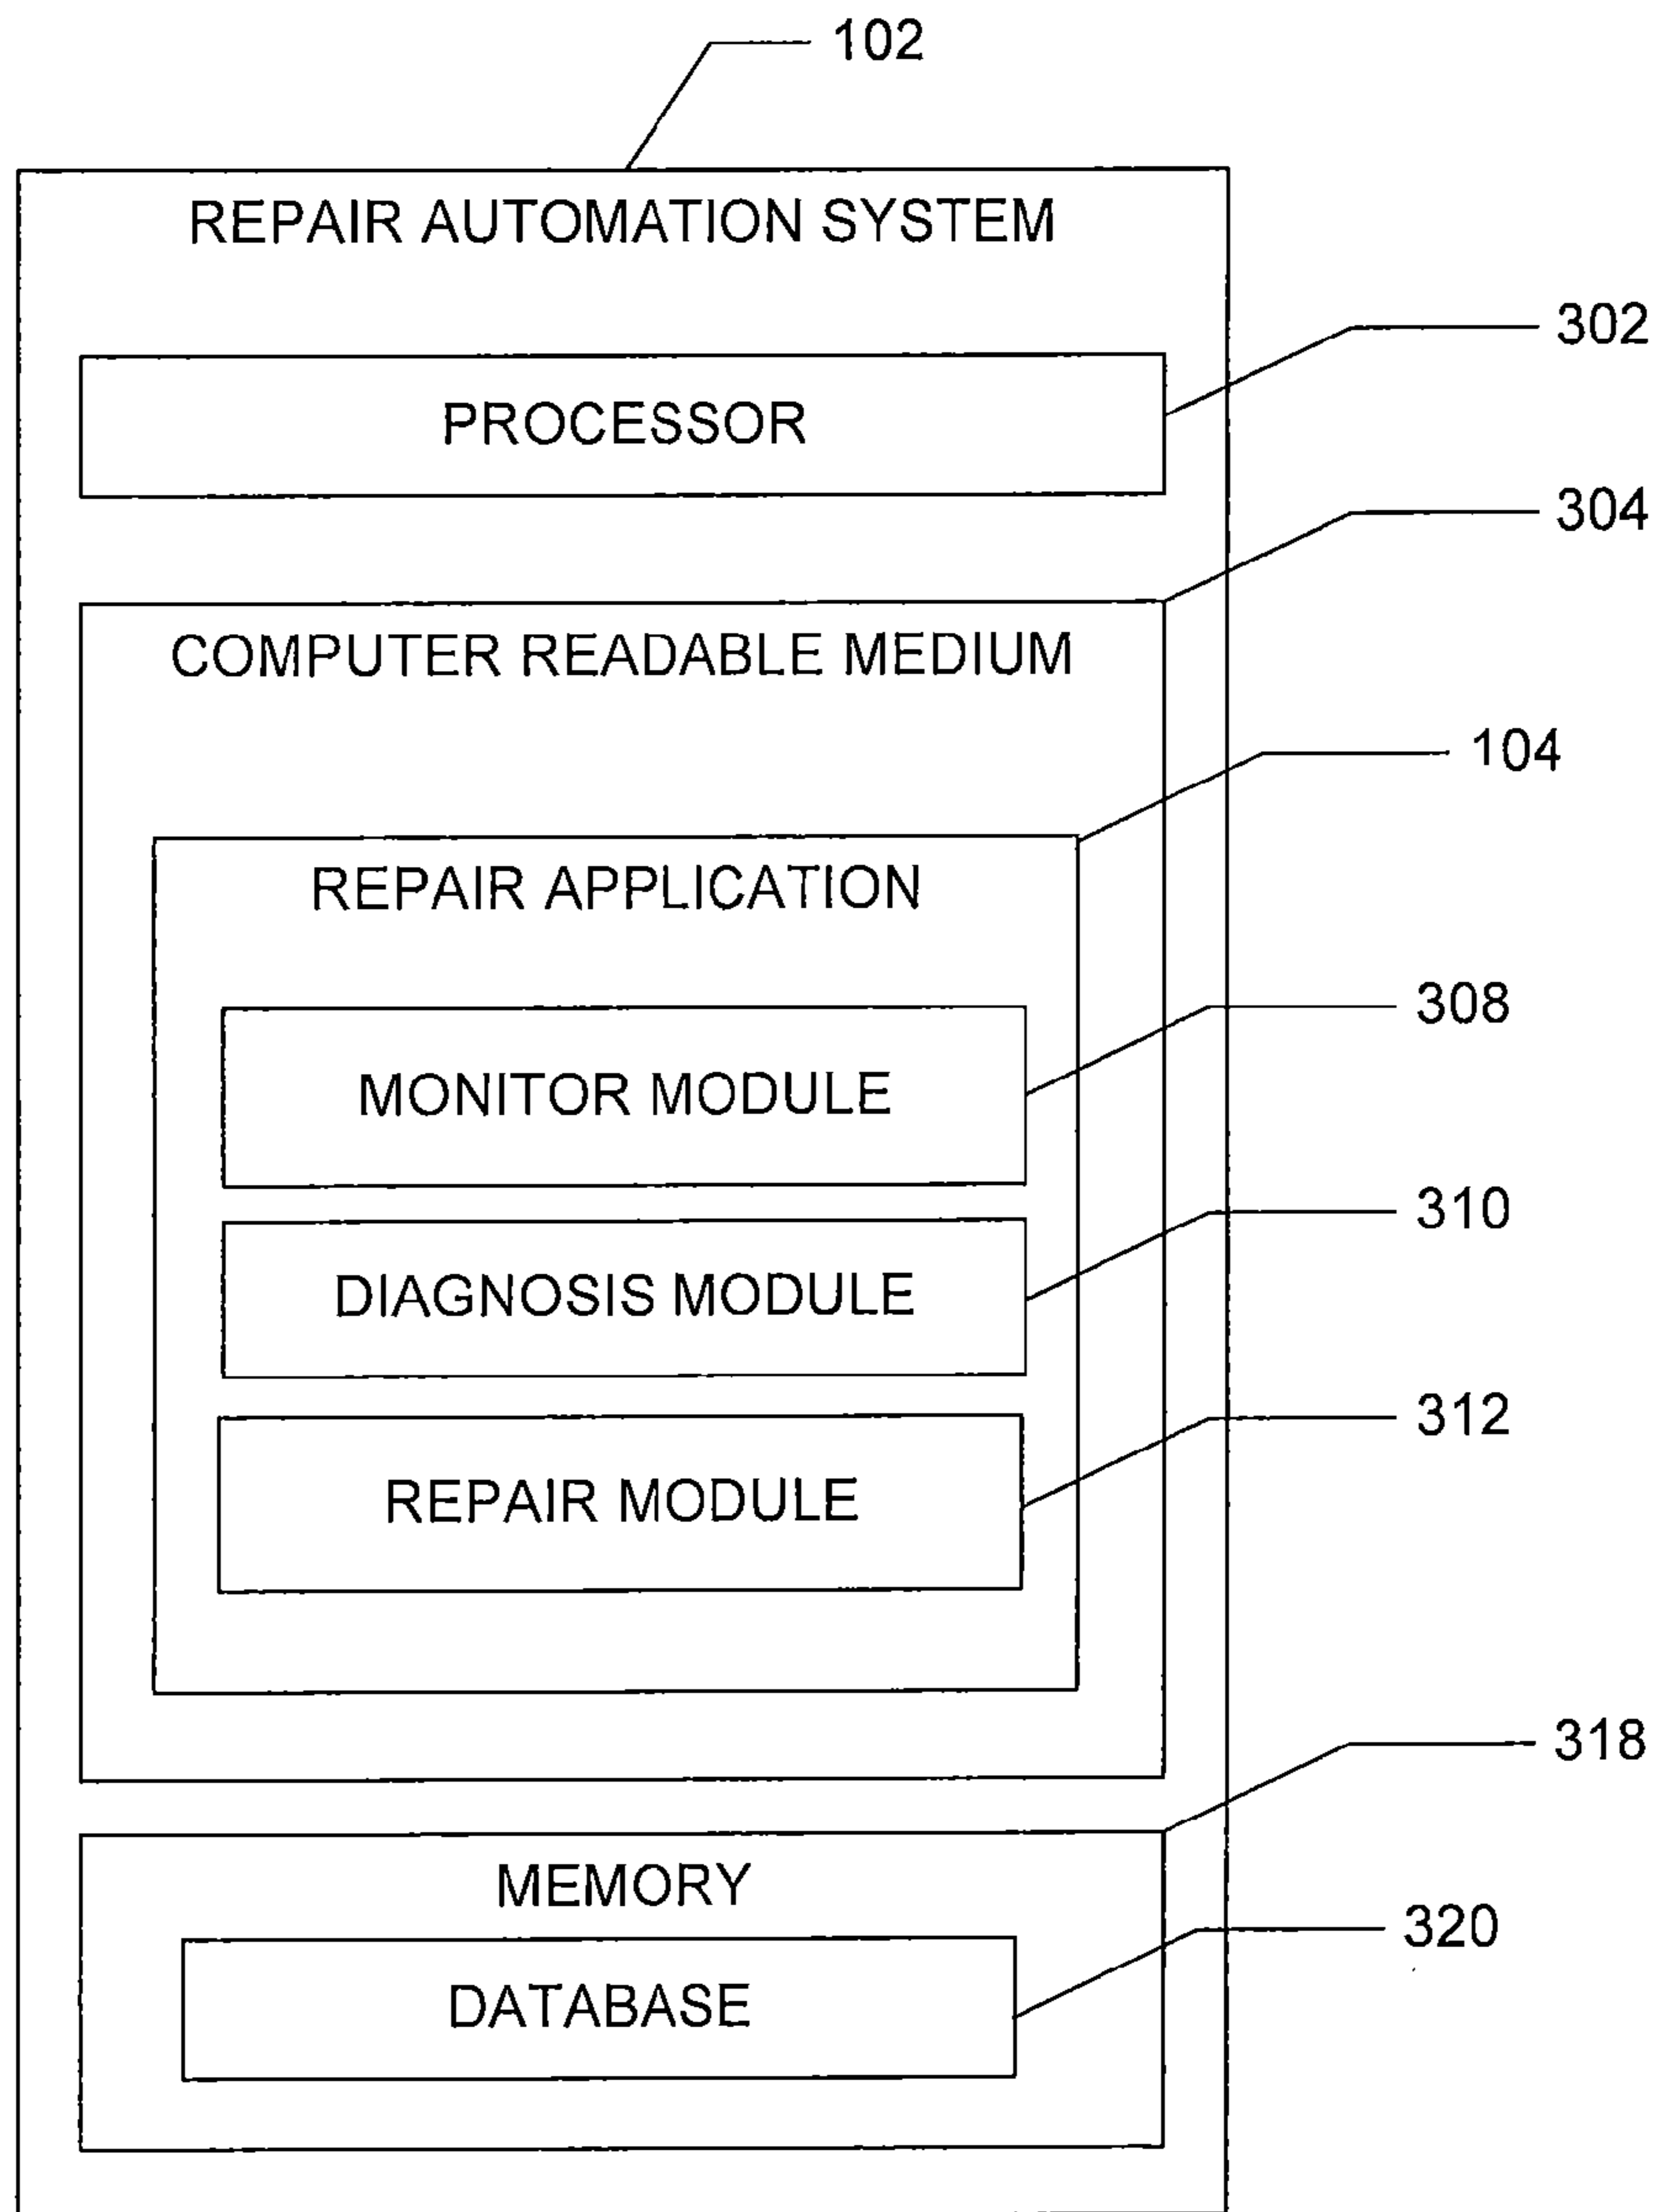 102
REPAIR AUTOMATION SYSTEM
302
PROCESSOR
304
COMPUTER READABLE MEDIUM
104
REPAIR APPLICATION
308
MONITOR MODULE
310
DIAGNOSIS MODULE
312
REPAIR MODULE
318
MEMORY
320
DATABASE